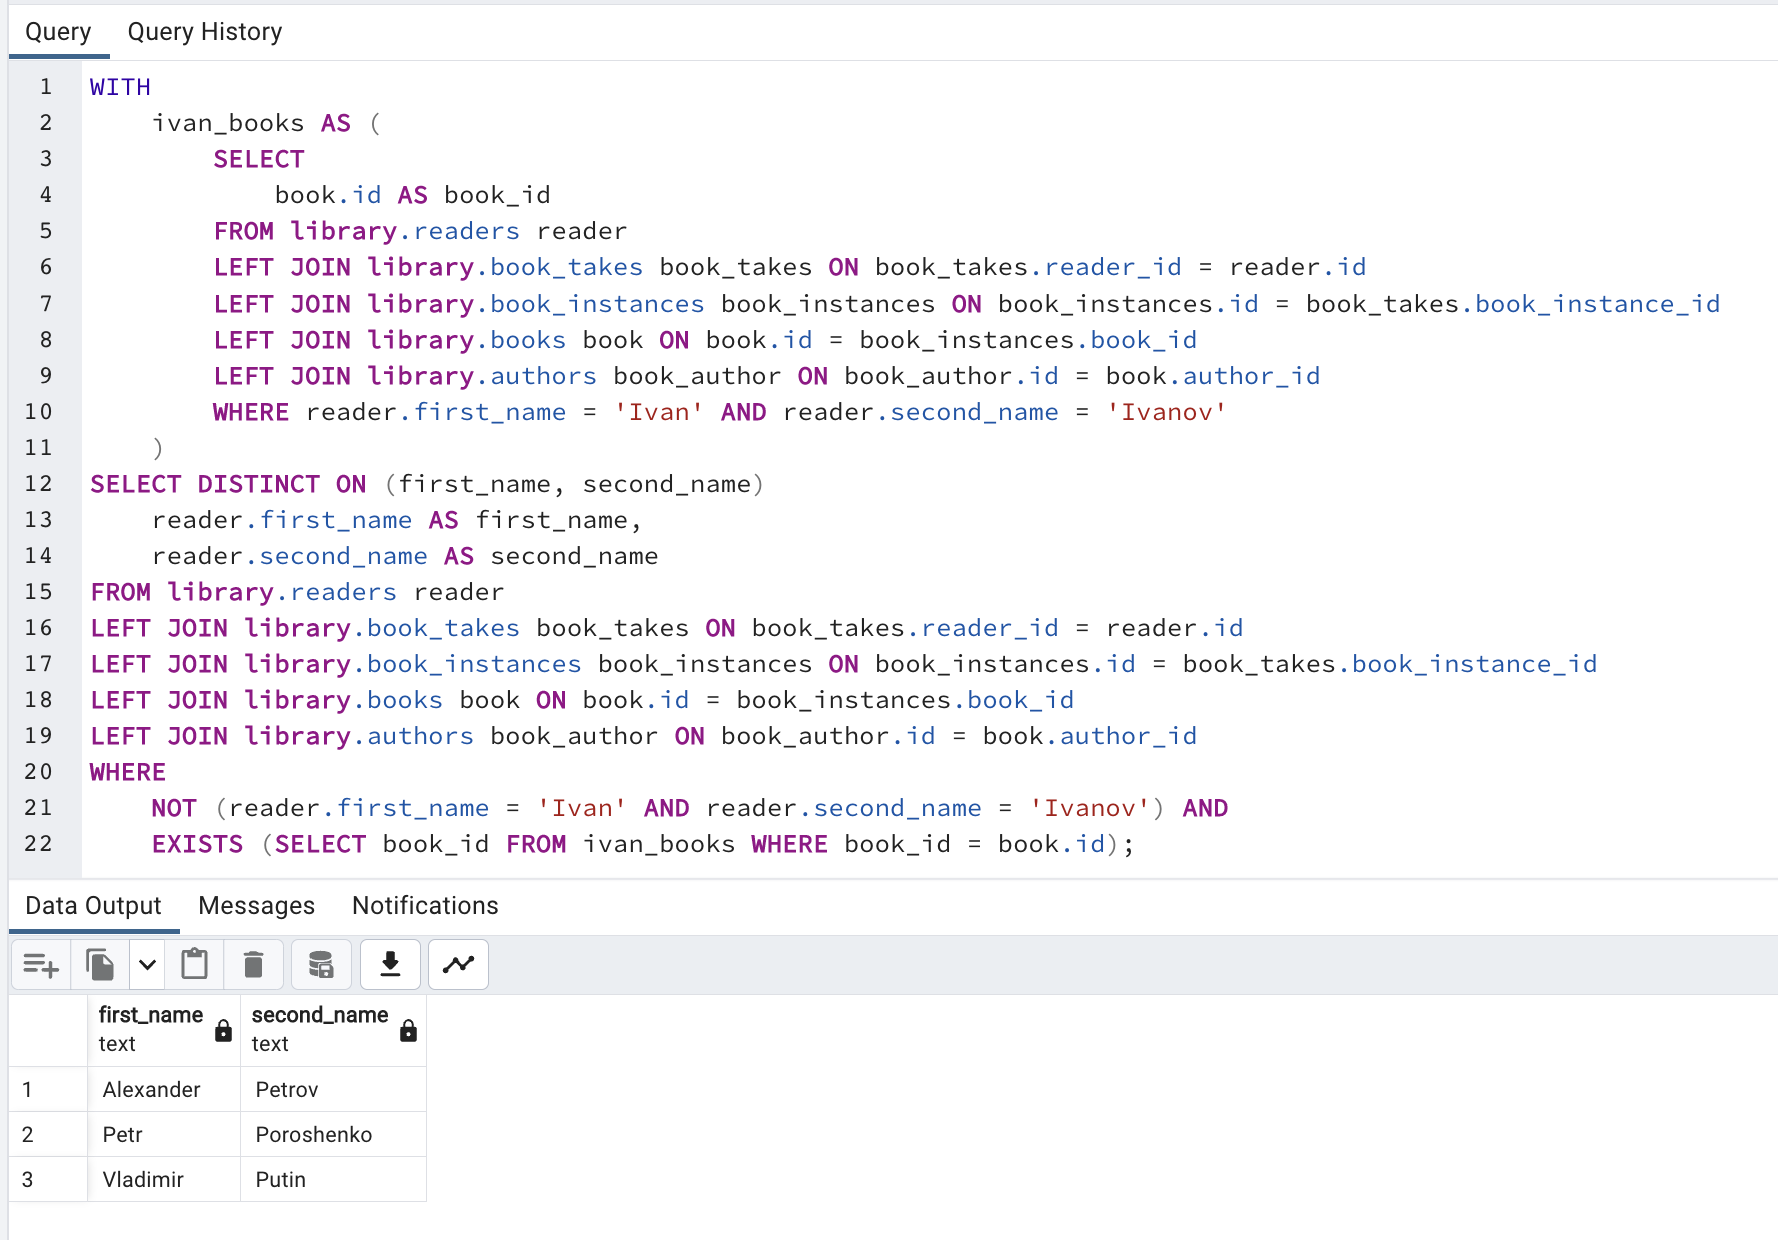 Query Query History
1 WITH
2 ivan_books AS (
3 SELECT
4 book.id AS book_id
5 FROM library.readers reader
6 LEFT JOIN library.book_takes book_takes ON book_takes.reader_id = reader.id
7 LEFT JOIN library.book_instances book_instances ON book_instances.id = book_takes.book_instance_id
8 LEFT JOIN library.books book ON book.id = book_instances.book_id
9 LEFT JOIN library.authors book_author ON book_author.id = book.author_id
10 WHERE reader.first_name = 'Ivan' AND reader.second_name = 'Ivanov'
11 )
12 SELECT DISTINCT ON (first_name, second_name)
13 reader.first_name AS first_name,
14 reader.second_name AS second_name
15 FROM library.readers reader
16 LEFT JOIN library.book_takes book_takes ON book_takes.reader_id = reader.id
17 LEFT JOIN library.book_instances book_instances ON book_instances.id = book_takes.book_instance_id
18 LEFT JOIN library.books book ON book.id = book_instances.book_id
19 LEFT JOIN library.authors book_author ON book_author.id = book.author_id
20 WHERE
21 NOT (reader.first_name = 'Ivan' AND reader.second_name = 'Ivanov') AND
22 EXISTS (SELECT book_id FROM ivan_books WHERE book_id = book.id);
Data Output Messages Notifications
first_name second_name
text text
1 Alexander Petrov
2 Petr Poroshenko
3 Vladimir Putin